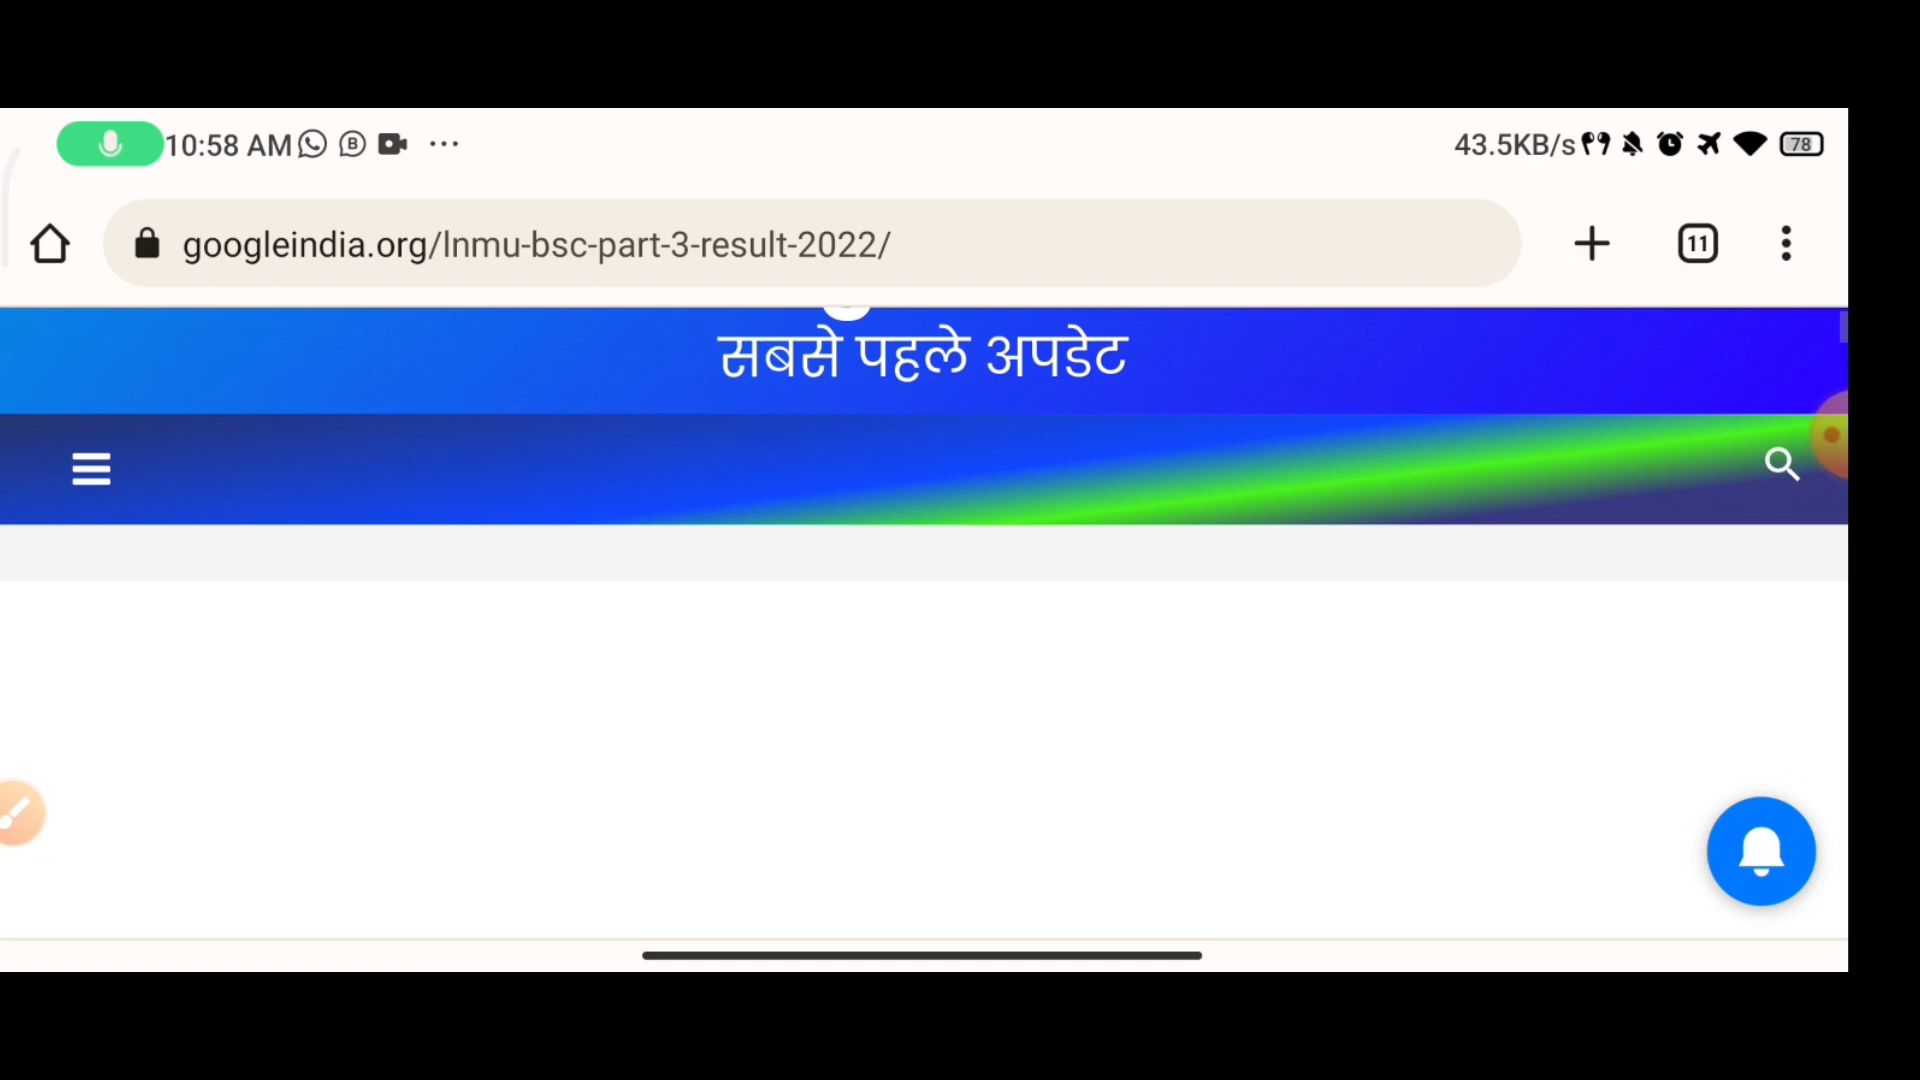 10:58 AM B ... 43.5KB/s 78
googleindia.org/lnmu-bsc-part-3-result-2022/ 11
सबसे पहले अपडेट